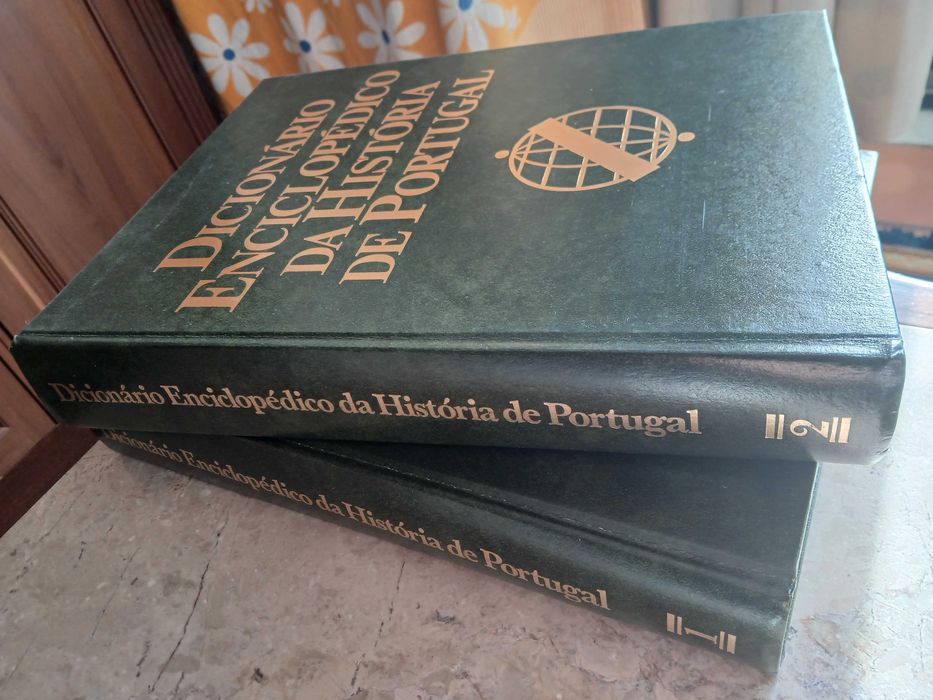 DICIONÁRIO
ENCICLOPÉDICO
DA HISTÓRIA
DE PORTUGAL
Dicionário Enciclopédico da História de Portugal
2
Dicionário Enciclopédico da História de Portugal
1